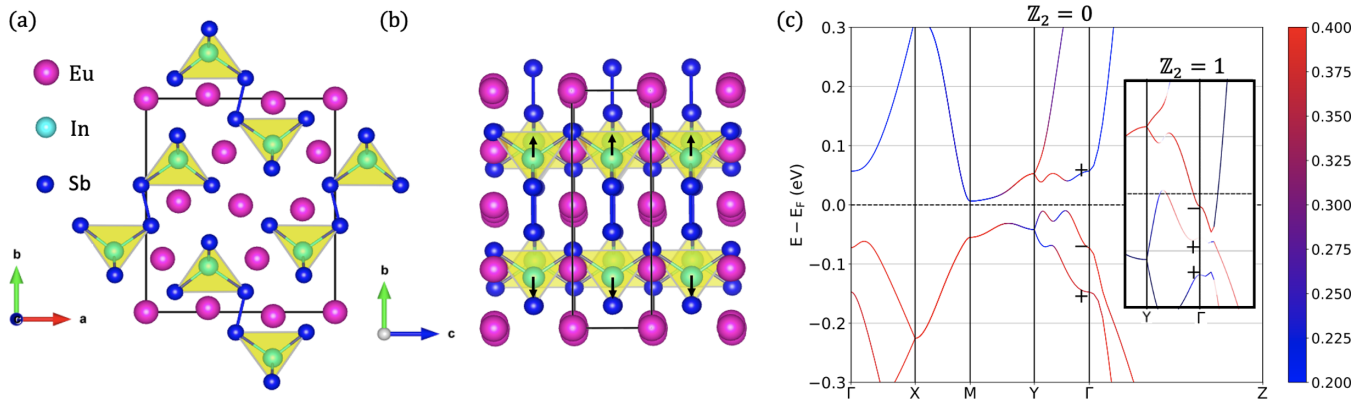 (a)
Eu
In
Sb
b
a
c
(b)
b
c
(c)
ℤ₂ = 0
E − E_F (eV)
0.3
0.2
0.1
0.0
−0.1
−0.2
−0.3
Γ
X
M
Y
Γ
Z
+
−
+
ℤ₂ = 1
−
+
+
Y
Γ
0.400
0.375
0.350
0.325
0.300
0.275
0.250
0.225
0.200